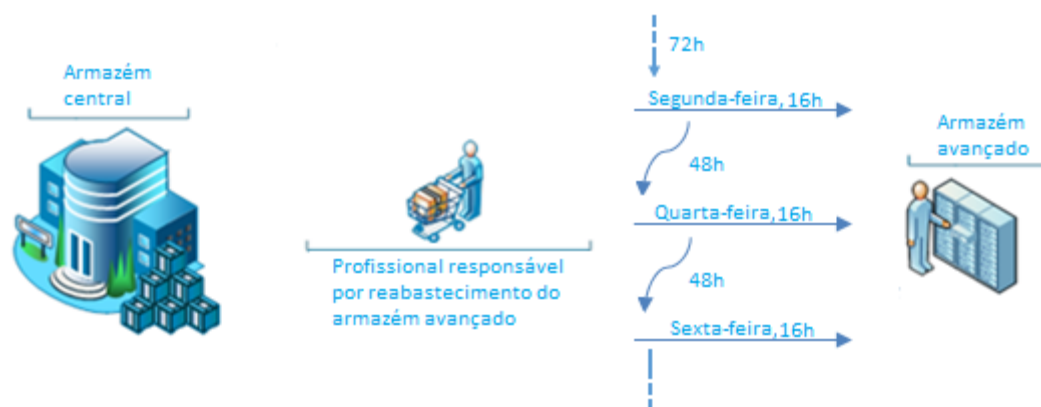 Armazém
central
Profissional responsável
por reabastecimento do
armazém avançado
72h
Segunda-feira, 16h
48h
Quarta-feira, 16h
48h
Sexta-feira, 16h
Armazém
avançado